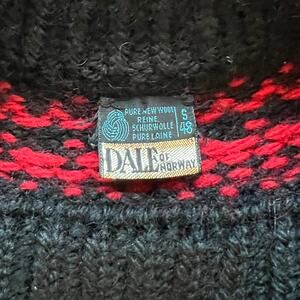 PURE NEW WOOL
REINE
SCHURWOLLE
PURE LAINE
S
48
DALE OF
NORWAY